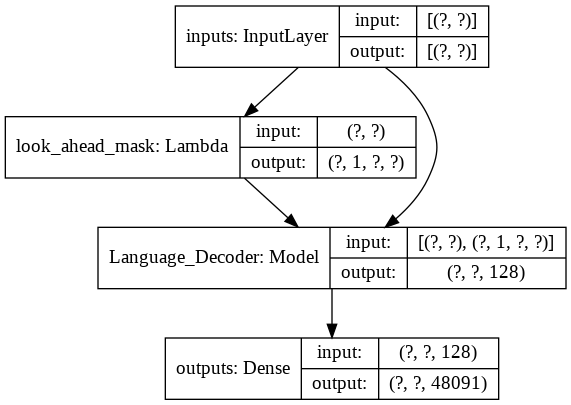 inputs: InputLayer
input: [(?, ?)]
output: [(?, ?)]
look_ahead_mask: Lambda
input: (?, ?)
output: (?, 1, ?, ?)
Language_Decoder: Model
input: [(?, ?), (?, 1, ?, ?)]
output: (?, ?, 128)
outputs: Dense
input: (?, ?, 128)
output: (?, ?, 48091)